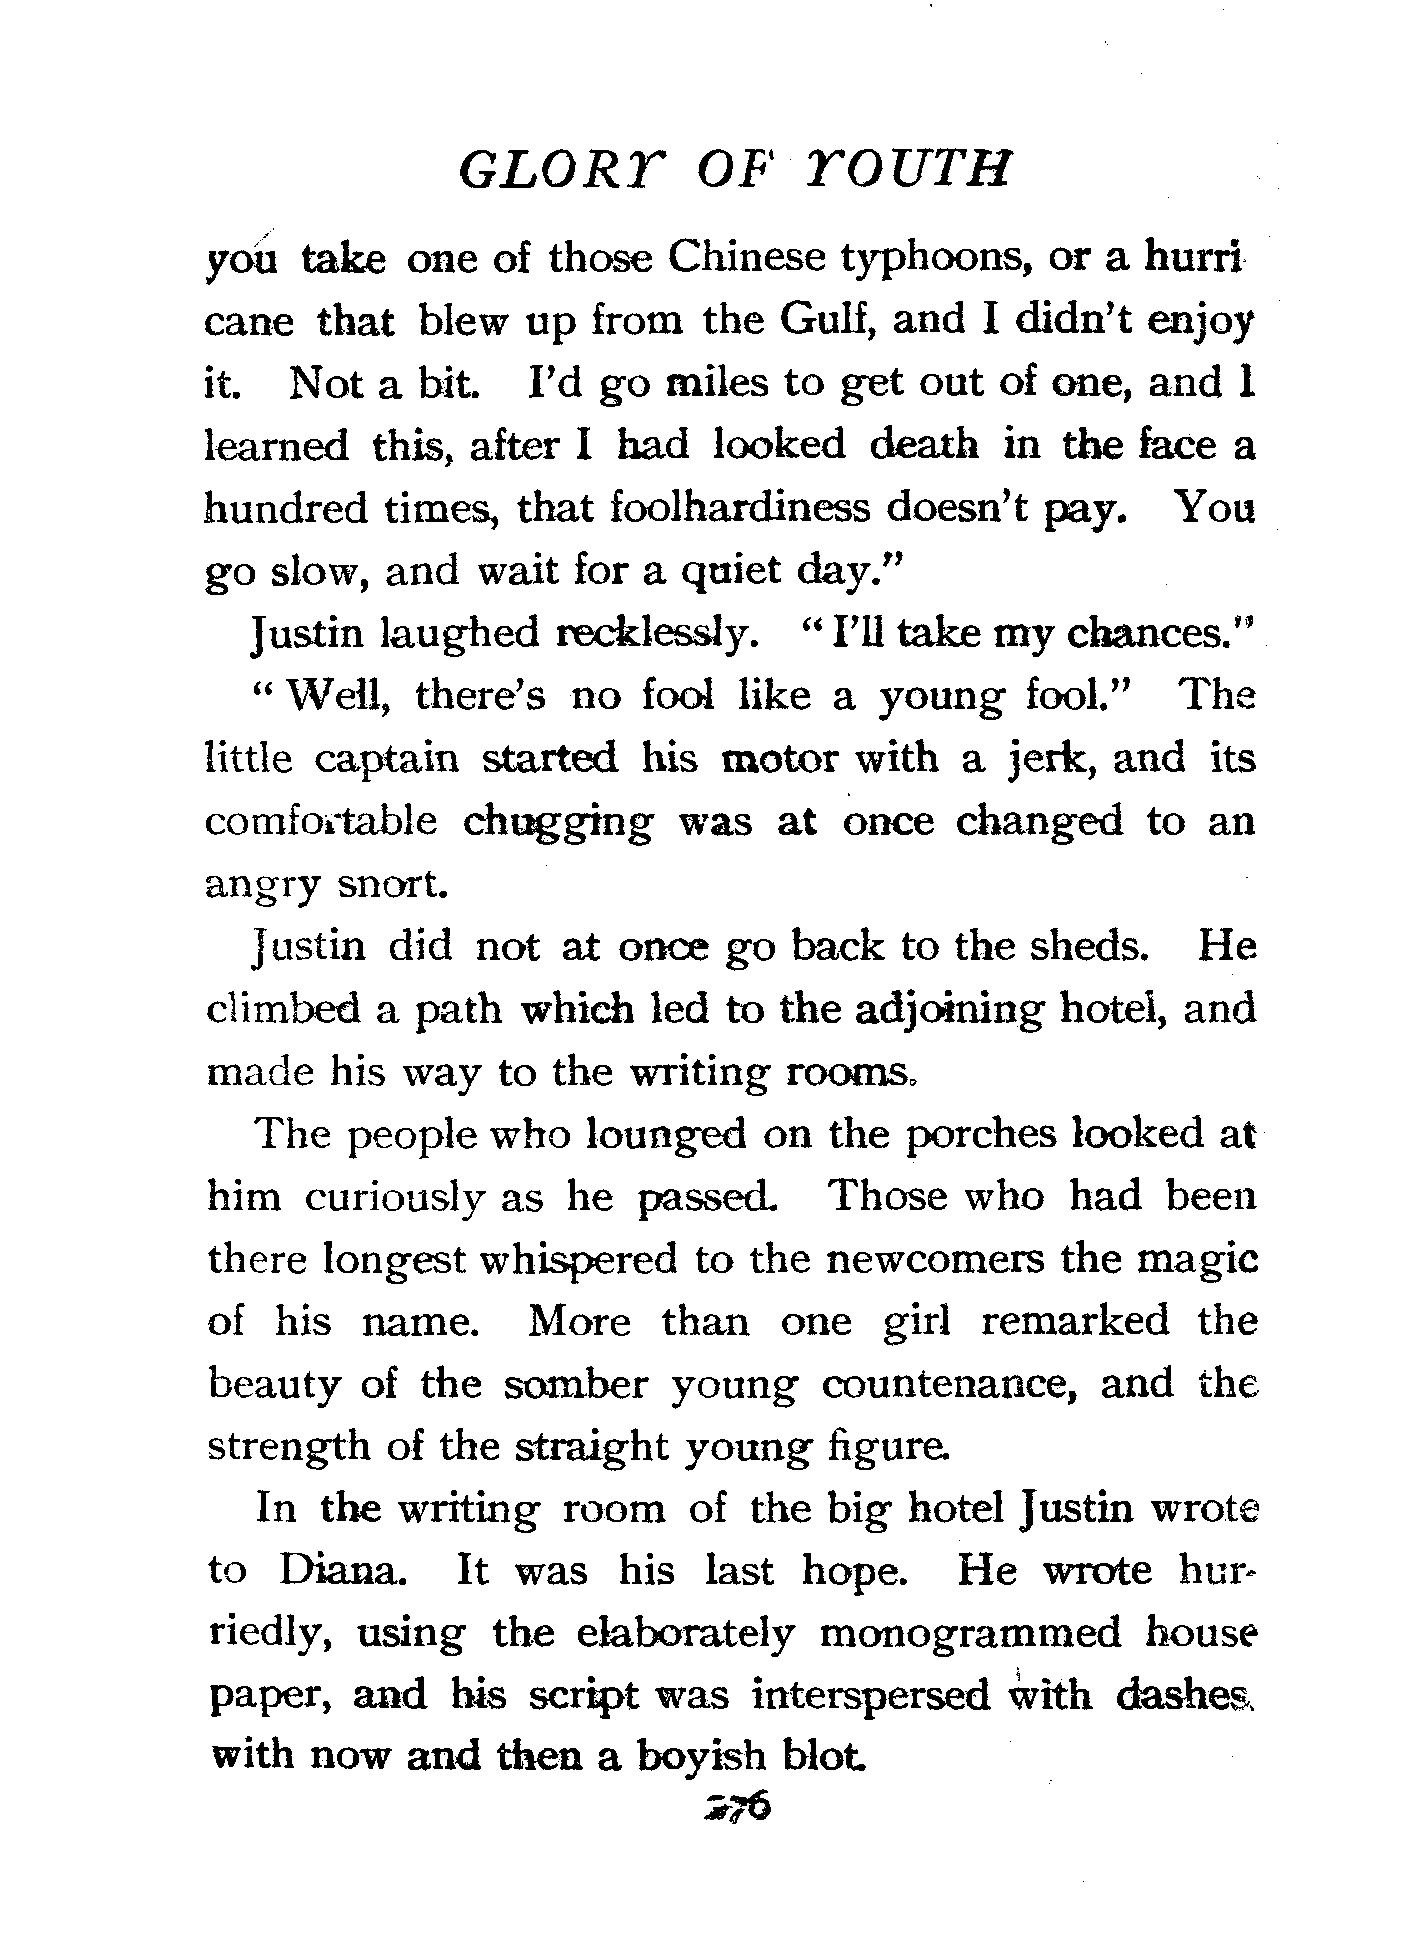 GLORY OF YOUTH
you take one of those Chinese typhoons, or a hurri
cane that blew up from the Gulf, and I didn't enjoy
it. Not a bit. I'd go miles to get out of one, and I
learned this, after I had looked death in the face a
hundred times, that foolhardiness doesn't pay. You
go slow, and wait for a quiet day."
Justin laughed recklessly. "I'll take my chances."
"Well, there's no fool like a young fool." The
little captain started his motor with a jerk, and its
comfortable chugging was at once changed to an
angry snort.
Justin did not at once go back to the sheds. He
climbed a path which led to the adjoining hotel, and
made his way to the writing rooms.
The people who lounged on the porches looked at
him curiously as he passed. Those who had been
there longest whispered to the newcomers the magic
of his name. More than one girl remarked the
beauty of the somber young countenance, and the
strength of the straight young figure.
In the writing room of the big hotel Justin wrote
to Diana. It was his last hope. He wrote hur-
riedly, using the elaborately monogrammed house
paper, and his script was interspersed with dashes,
with now and then a boyish blot.
276